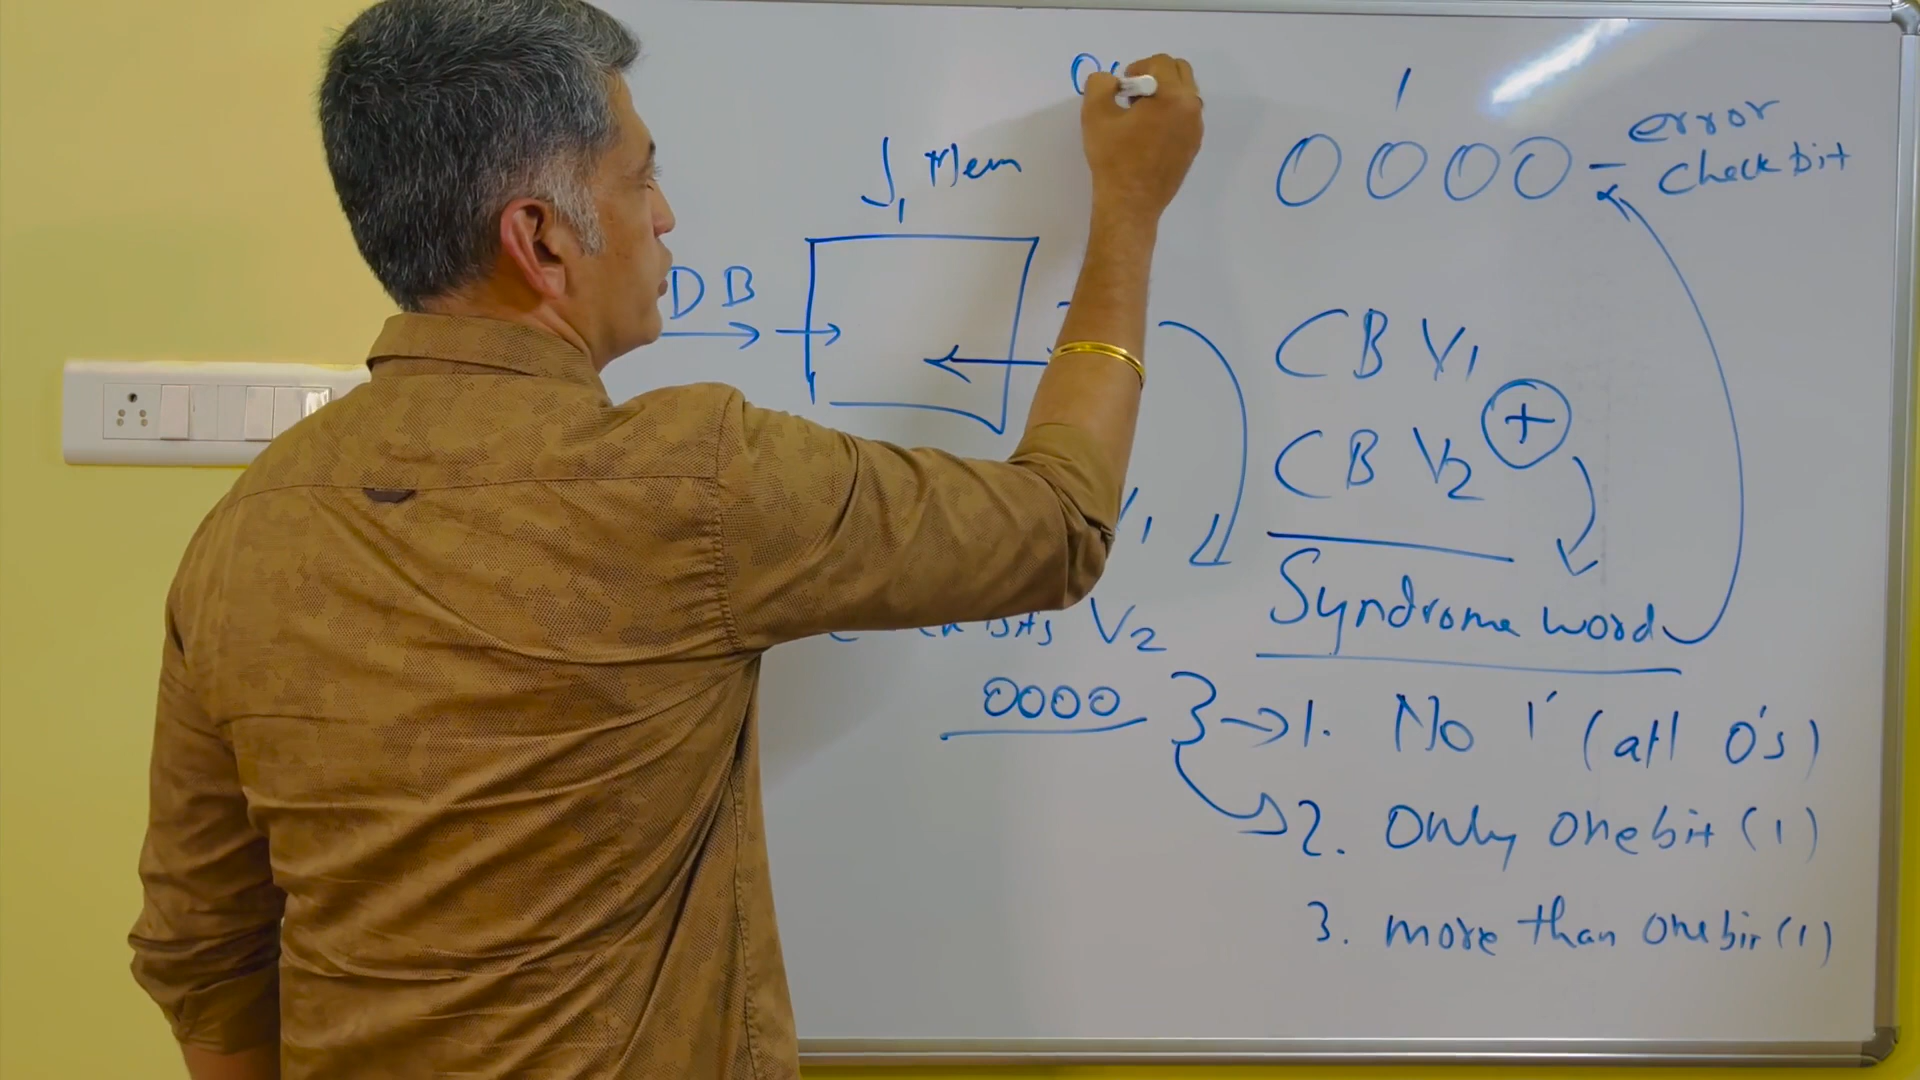 1
0000 - error
check bit
Mem
DB
CB V1
CB V2 +
V2
Syndrome word
0000
1. No 1' (all 0's)
2. Only one bit (1)
3. more than one bit (1)